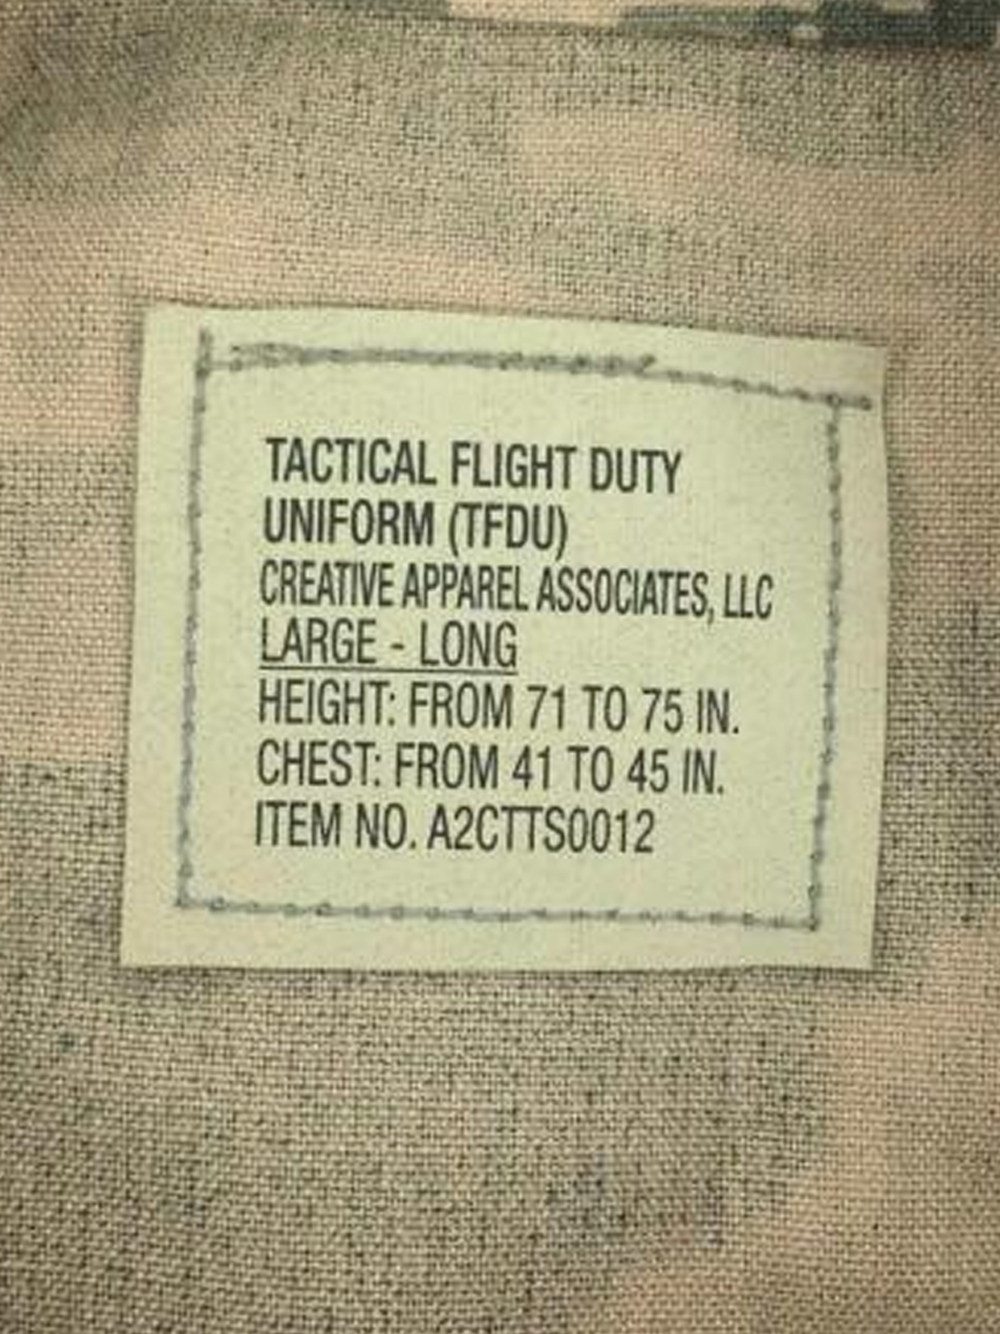 TACTICAL FLIGHT DUTY
UNIFORM (TFDU)
CREATIVE APPAREL ASSOCIATES, LLC
LARGE - LONG
HEIGHT: FROM 71 TO 75 IN.
CHEST: FROM 41 TO 45 IN.
ITEM NO. A2CTTS0012